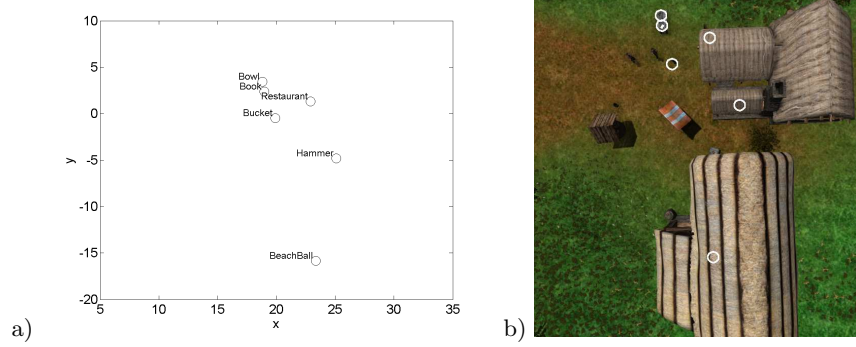 10
5
0
-5
-10
-15
-20
y
Bowl
Book
Restaurant
Bucket
Hammer
BeachBall
5 10 15 20 25 30 35
x
a) b)